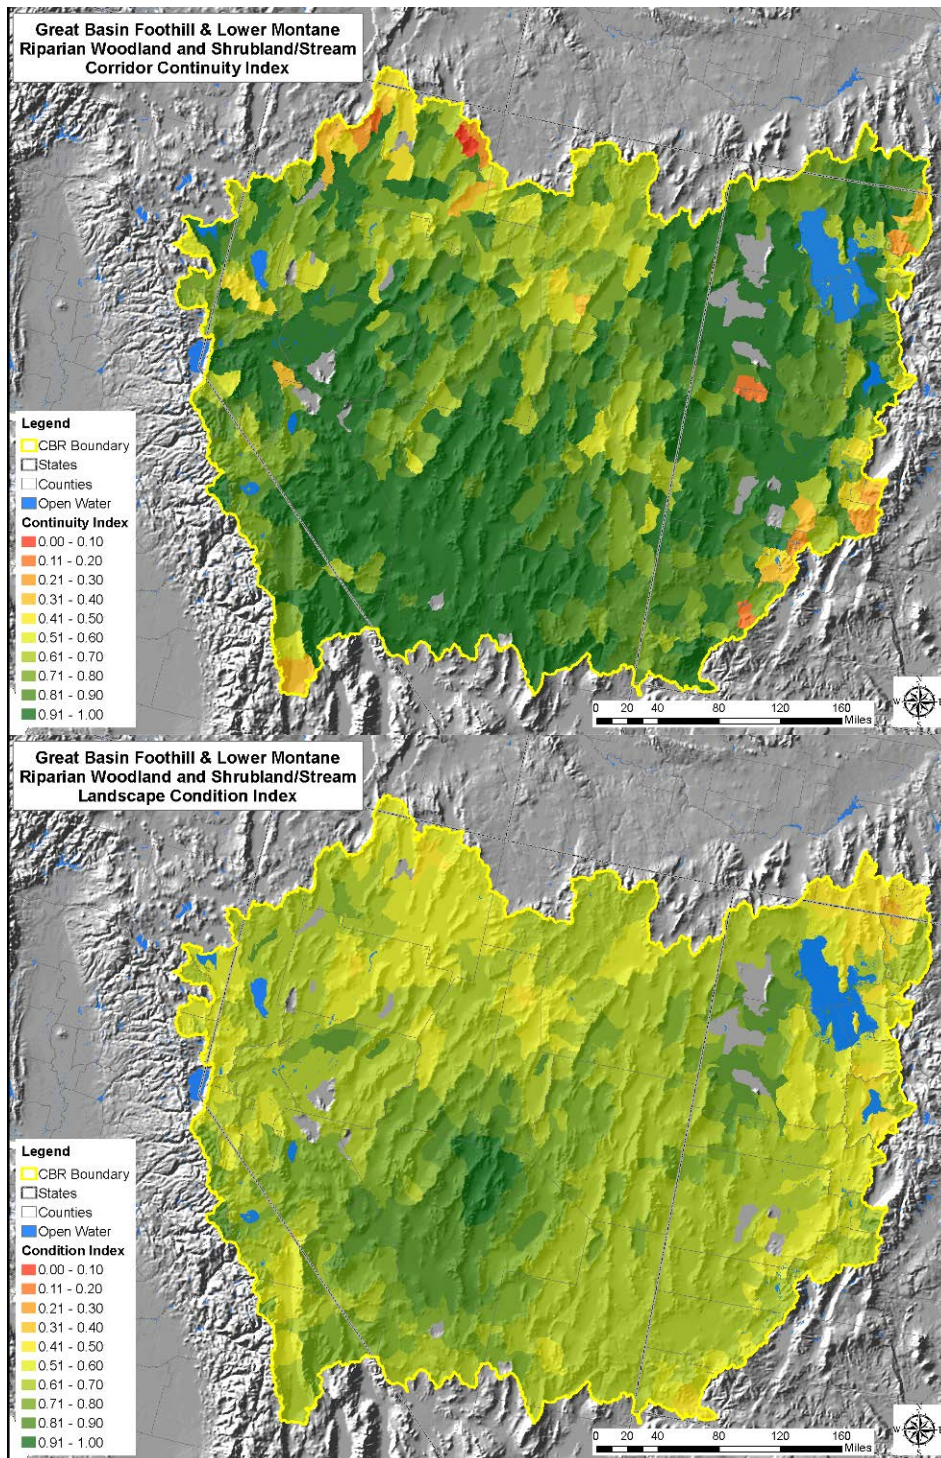 Great Basin Foothill & Lower Montane
Riparian Woodland and Shrubland/Stream
Corridor Continuity Index
Legend
CBR Boundary
States
Counties
Open Water
Continuity Index
0.00 - 0.10
0.11 - 0.20
0.21 - 0.30
0.31 - 0.40
0.41 - 0.50
0.51 - 0.60
0.61 - 0.70
0.71 - 0.80
0.81 - 0.90
0.91 - 1.00
N
W E
S
0 20 40 80 120 160
Miles
Great Basin Foothill & Lower Montane
Riparian Woodland and Shrubland/Stream
Landscape Condition Index
Legend
CBR Boundary
States
Counties
Open Water
Condition Index
0.00 - 0.10
0.11 - 0.20
0.21 - 0.30
0.31 - 0.40
0.41 - 0.50
0.51 - 0.60
0.61 - 0.70
0.71 - 0.80
0.81 - 0.90
0.91 - 1.00
N
W E
S
0 20 40 80 120 160
Miles